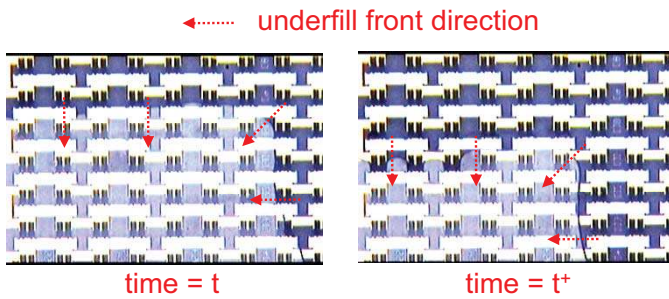 underfill front direction
time = t
time = t⁺